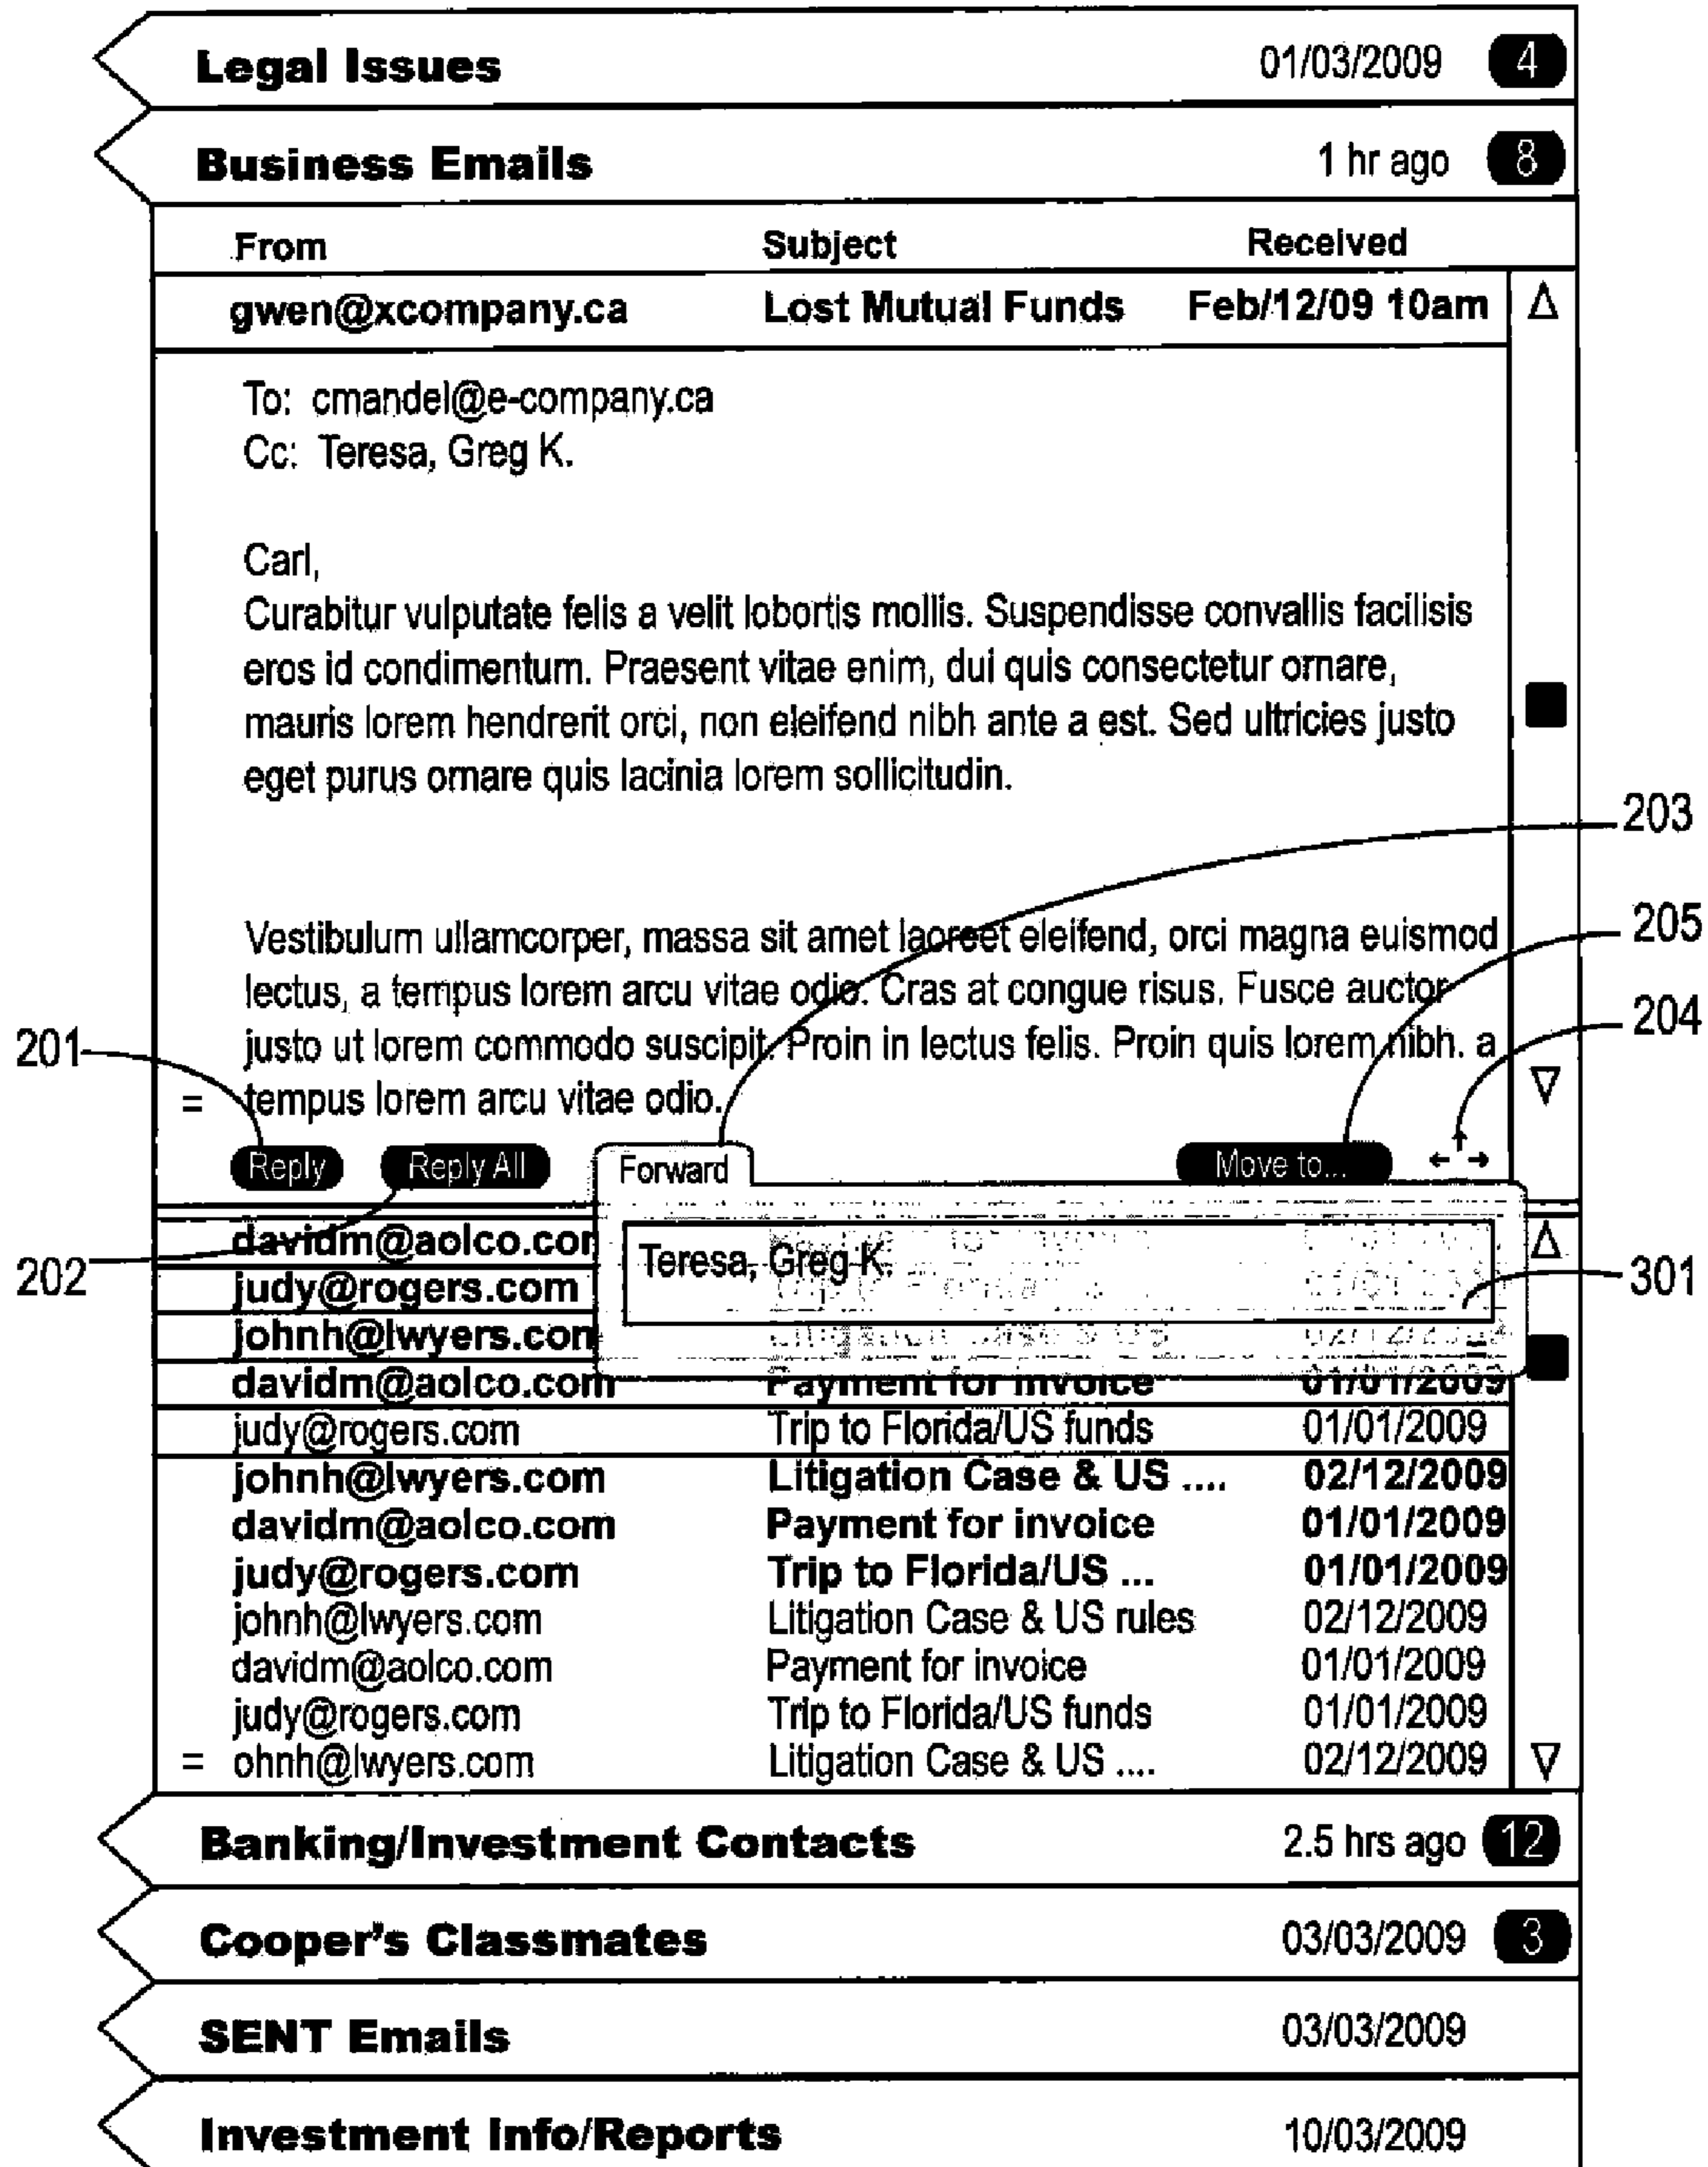 Legal Issues 01/03/2009 4
Business Emails 1 hr ago 8
From Subject Received
gwen@xcompany.ca Lost Mutual Funds Feb/12/09 10am
To: cmandel@e-company.ca
Cc: Teresa, Greg K.
Carl,
Curabitur vulputate felis a velit lobortis mollis. Suspendisse convallis facilisis
eros id condimentum. Praesent vitae enim, dui quis consectetur ornare,
mauris lorem hendrerit orci, non eleifend nibh ante a est. Sed ultricies justo
eget purus ornare quis lacinia lorem sollicitudin.
203
Vestibulum ullamcorper, massa sit amet laoreet eleifend, orci magna euismod
205
lectus, a tempus lorem arcu vitae odio. Cras at congue risus. Fusce auctor
204
201
justo ut lorem commodo suscipit. Proin in lectus felis. Proin quis lorem nibh. a
= tempus lorem arcu vitae odio.
Reply Reply All Forward Move to...
davidm@aolco.com
202
Teresa, Greg K.
301
judy@rogers.com
johnh@lwyers.com
davidm@aolco.com Payment for invoice 01/01/2009
judy@rogers.com Trip to Florida/US funds 01/01/2009
johnh@lwyers.com Litigation Case & US .... 02/12/2009
davidm@aolco.com Payment for invoice 01/01/2009
judy@rogers.com Trip to Florida/US ... 01/01/2009
johnh@lwyers.com Litigation Case & US rules 02/12/2009
davidm@aolco.com Payment for invoice 01/01/2009
judy@rogers.com Trip to Florida/US funds 01/01/2009
= ohnh@lwyers.com Litigation Case & US .... 02/12/2009
Banking/Investment Contacts 2.5 hrs ago 12
Cooper's Classmates 03/03/2009 3
SENT Emails 03/03/2009
Investment Info/Reports 10/03/2009